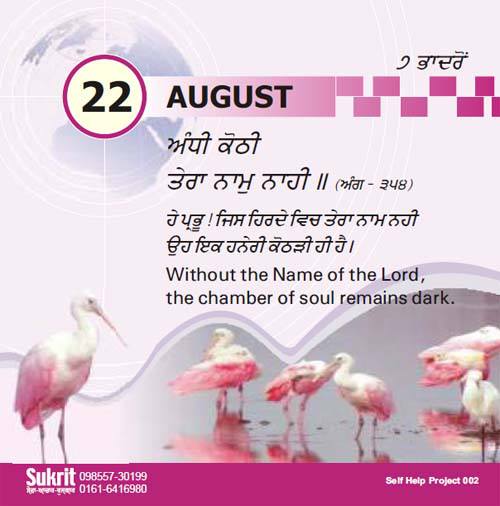 ੭ ਭਾਦਰੋਂ
22 AUGUST
ਅੰਧੀ ਕੋਠੀ
ਤੇਰਾ ਨਾਮੁ ਨਾਹੀ ॥ (ਅੰਗ - ੩੫੪)
ਹੇ ਪ੍ਰਭੂ ! ਜਿਸ ਹਿਰਦੇ ਵਿਚ ਤੇਰਾ ਨਾਮ ਨਹੀ
ਉਹ ਇਕ ਹਨੇਰੀ ਕੋਠੜੀ ਹੀ ਹੈ ।
Without the Name of the Lord,
the chamber of soul remains dark.
Sukrit 098557-30199
0161-6416980
Self Help Project 002